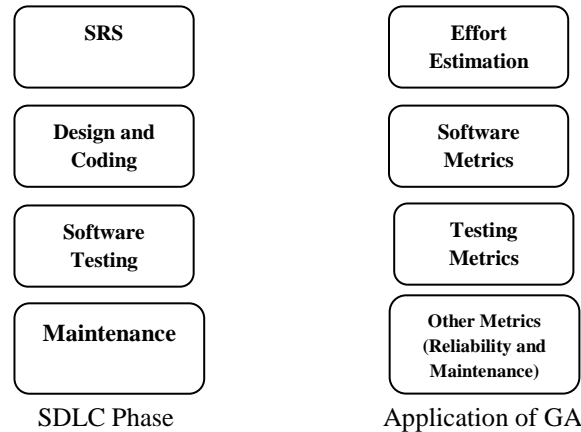 SRS
Effort
Estimation
Design and
Coding
Software
Metrics
Software
Testing
Testing
Metrics
Maintenance
Other Metrics
(Reliability and
Maintenance)
SDLC Phase
Application of GA